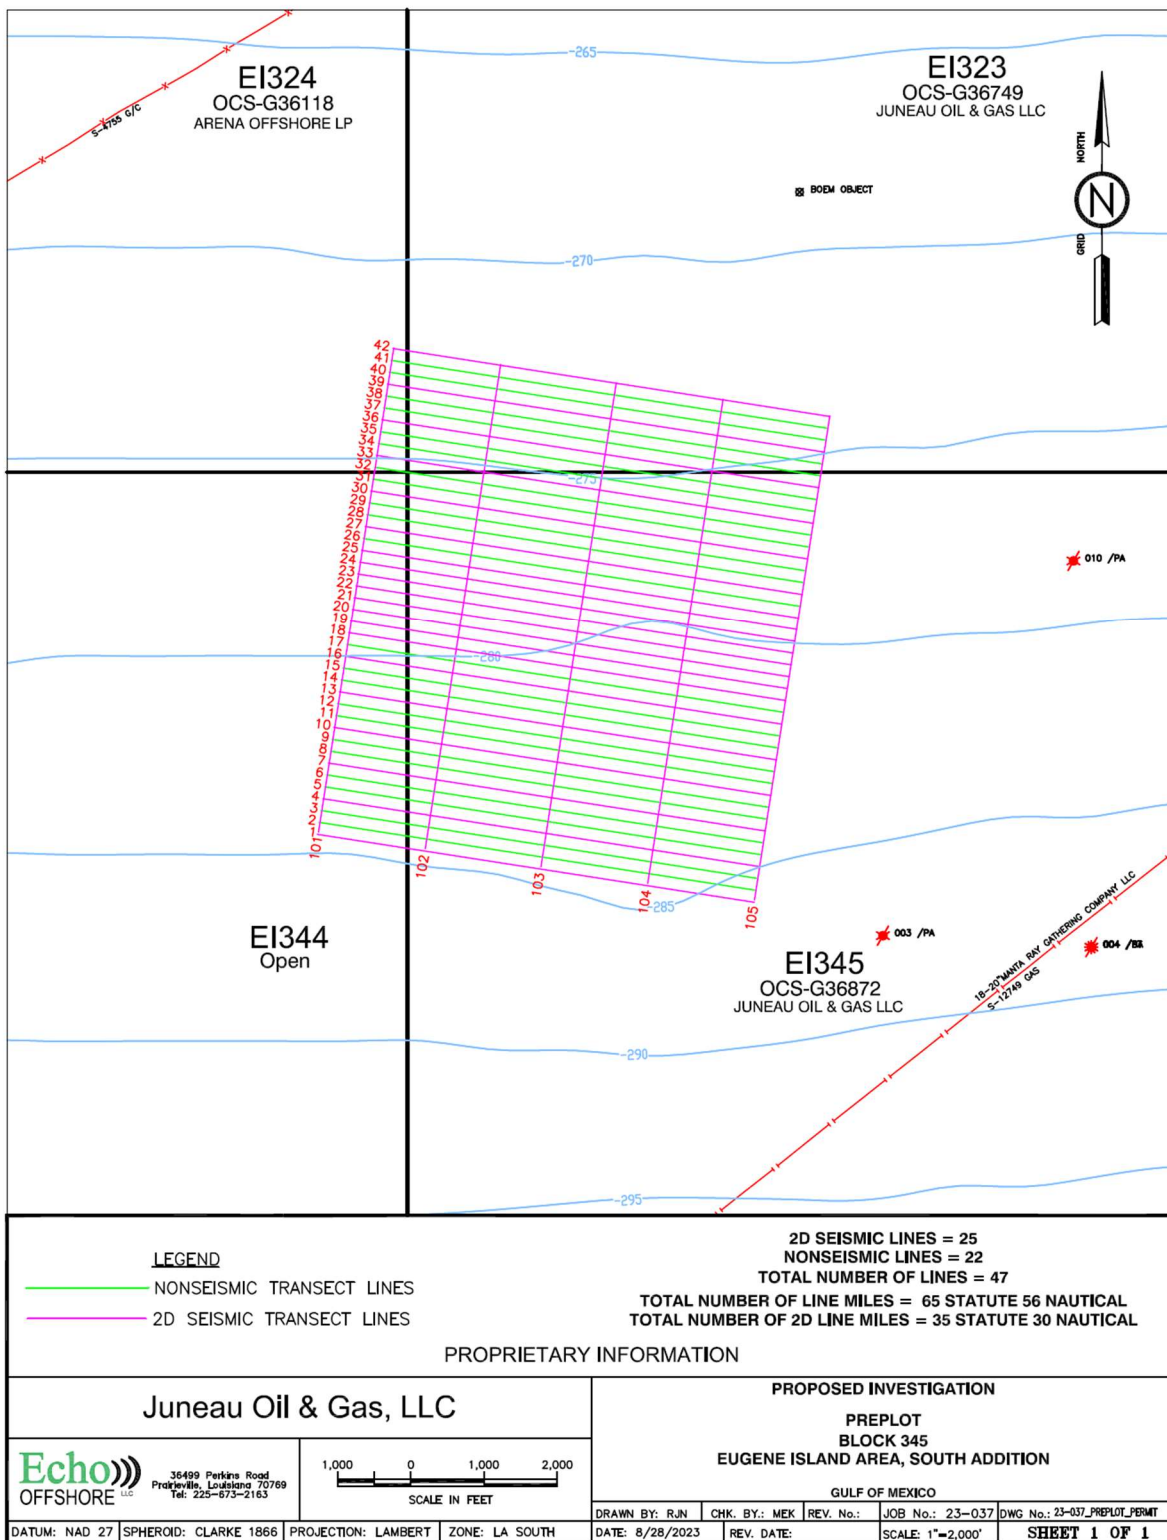 -265
EI324
OCS-G36118
ARENA OFFSHORE LP
S-4755 G/C
EI323
OCS-G36749
JUNEAU OIL & GAS LLC
NORTH
N
GRID
BOEM OBJECT
-270
42
41
40
39
38
37
36
35
34
33
32
31
30
29
28
27
26
25
24
23
22
21
20
19
18
17
16
15
14
13
12
11
10
9
8
7
6
5
4
3
2
1
101
102
103
104
105
-275
010 /PA
-280
-285
EI344
Open
003 /PA
EI345
OCS-G36872
JUNEAU OIL & GAS LLC
18-20"MANTA RAY GATHERING COMPANY LLC
S-12749 GAS
004
-290
-295
LEGEND
NONSEISMIC TRANSECT LINES
2D SEISMIC TRANSECT LINES
2D SEISMIC LINES = 25
NONSEISMIC LINES = 22
TOTAL NUMBER OF LINES = 47
TOTAL NUMBER OF LINE MILES = 65 STATUTE 56 NAUTICAL
TOTAL NUMBER OF 2D LINE MILES = 35 STATUTE 30 NAUTICAL
PROPRIETARY INFORMATION
Juneau Oil & Gas, LLC
Echo
OFFSHORE LLC
36499 Perkins Road
Prairieville, Louisiana 70769
Tel: 225-673-2163
1,000 0 1,000 2,000
SCALE IN FEET
PROPOSED INVESTIGATION
PREPLOT
BLOCK 345
EUGENE ISLAND AREA, SOUTH ADDITION
GULF OF MEXICO
DRAWN BY: RJN CHK. BY.: MEK REV. No.: JOB No.: 23-037 DWG No.: 23-037_PREPLOT_PERMIT
DATUM: NAD 27 SPHEROID: CLARKE 1866 PROJECTION: LAMBERT ZONE: LA SOUTH DATE: 8/28/2023 REV. DATE: SCALE: 1"=2,000' SHEET 1 OF 1